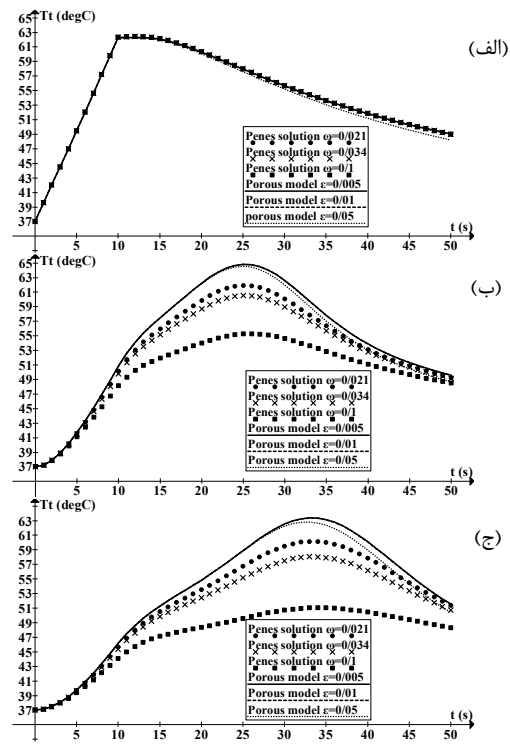 Tt (degC)
65
63
61
59
57
55
53
51
49
47
45
43
41
39
37
(الف)
Penes solution ω=0/021
Penes solution ω=0/034
Penes solution ω=0/1
Porous model ε=0/005
Porous model ε=0/01
porous model ε=0/05
t (s)
5 10 15 20 25 30 35 40 45 50
Tt (degC)
65
63
61
59
57
55
53
51
49
47
45
43
41
39
37
(ب)
Penes solution ω=0/021
Penes solution ω=0/034
Penes solution ω=0/1
Porous model ε=0/005
Porous model ε=0/01
Porous model ε=0/05
t (s)
5 10 15 20 25 30 35 40 45 50
Tt (degC)
63
61
59
57
55
53
51
49
47
45
43
41
39
37
(ج)
Penes solution ω=0/021
Penes solution ω=0/034
Penes solution ω=0/1
Porous model ε=0/005
Porous model ε=0/01
Porous model ε=0/05
t (s)
5 10 15 20 25 30 35 40 45 50